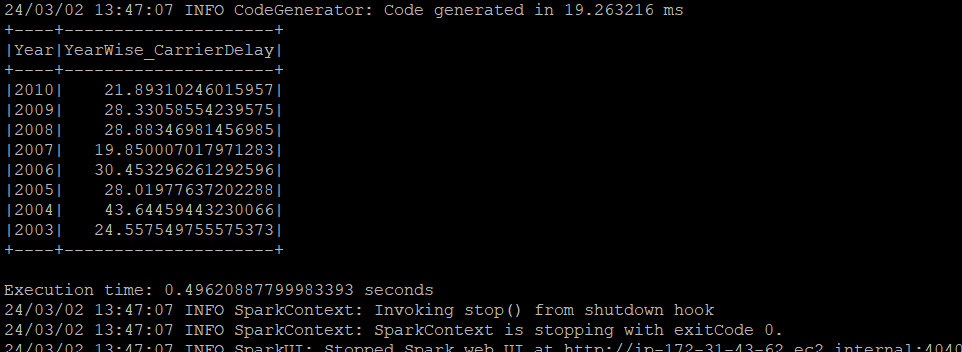 24/03/02 13:47:07 INFO CodeGenerator: Code generated in 19.263216 ms
+----+---------------------+
|Year|YearWise_CarrierDelay|
+----+---------------------+
|2010|    21.89310246015957|
|2009|    28.33058554239575|
|2008|    28.88346981456985|
|2007|   19.850007017971283|
|2006|   30.453296261292596|
|2005|    28.01977637202288|
|2004|    43.64459443230066|
|2003|   24.557549755575373|
+----+---------------------+
Execution time: 0.49620887799983393 seconds
24/03/02 13:47:07 INFO SparkContext: Invoking stop() from shutdown hook
24/03/02 13:47:07 INFO SparkContext: SparkContext is stopping with exitCode 0.
24/03/02 13:47:07 INFO SparkUI: Stopped Spark web UI at http://ip-172-31-43-62.ec2.internal:4040